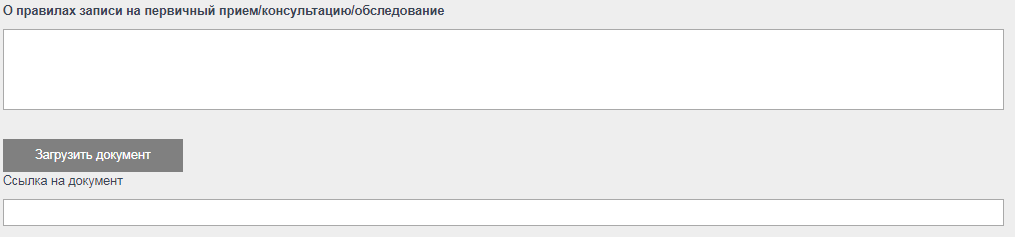 О правилах записи на первичный прием/консультацию/обследование
Загрузить документ
Ссылка на документ